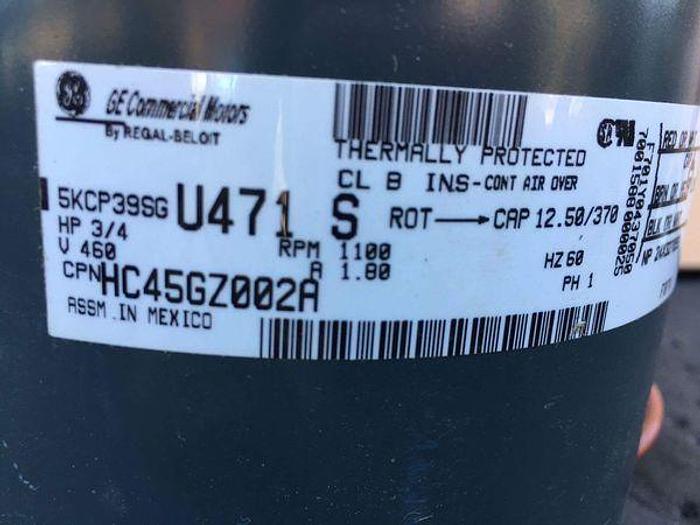 GE Commercial Motors
By REGAL-BELOIT
THERMALLY PROTECTED
CL B INS-CONT AIR OVER
5KCP39SG U471 S ROT → CAP 12.50/370
HP 3/4
V 460
RPM 1100
A 1.80
HZ 60
PH 1
CPN HC45GZ002A
ASSM.IN MEXICO